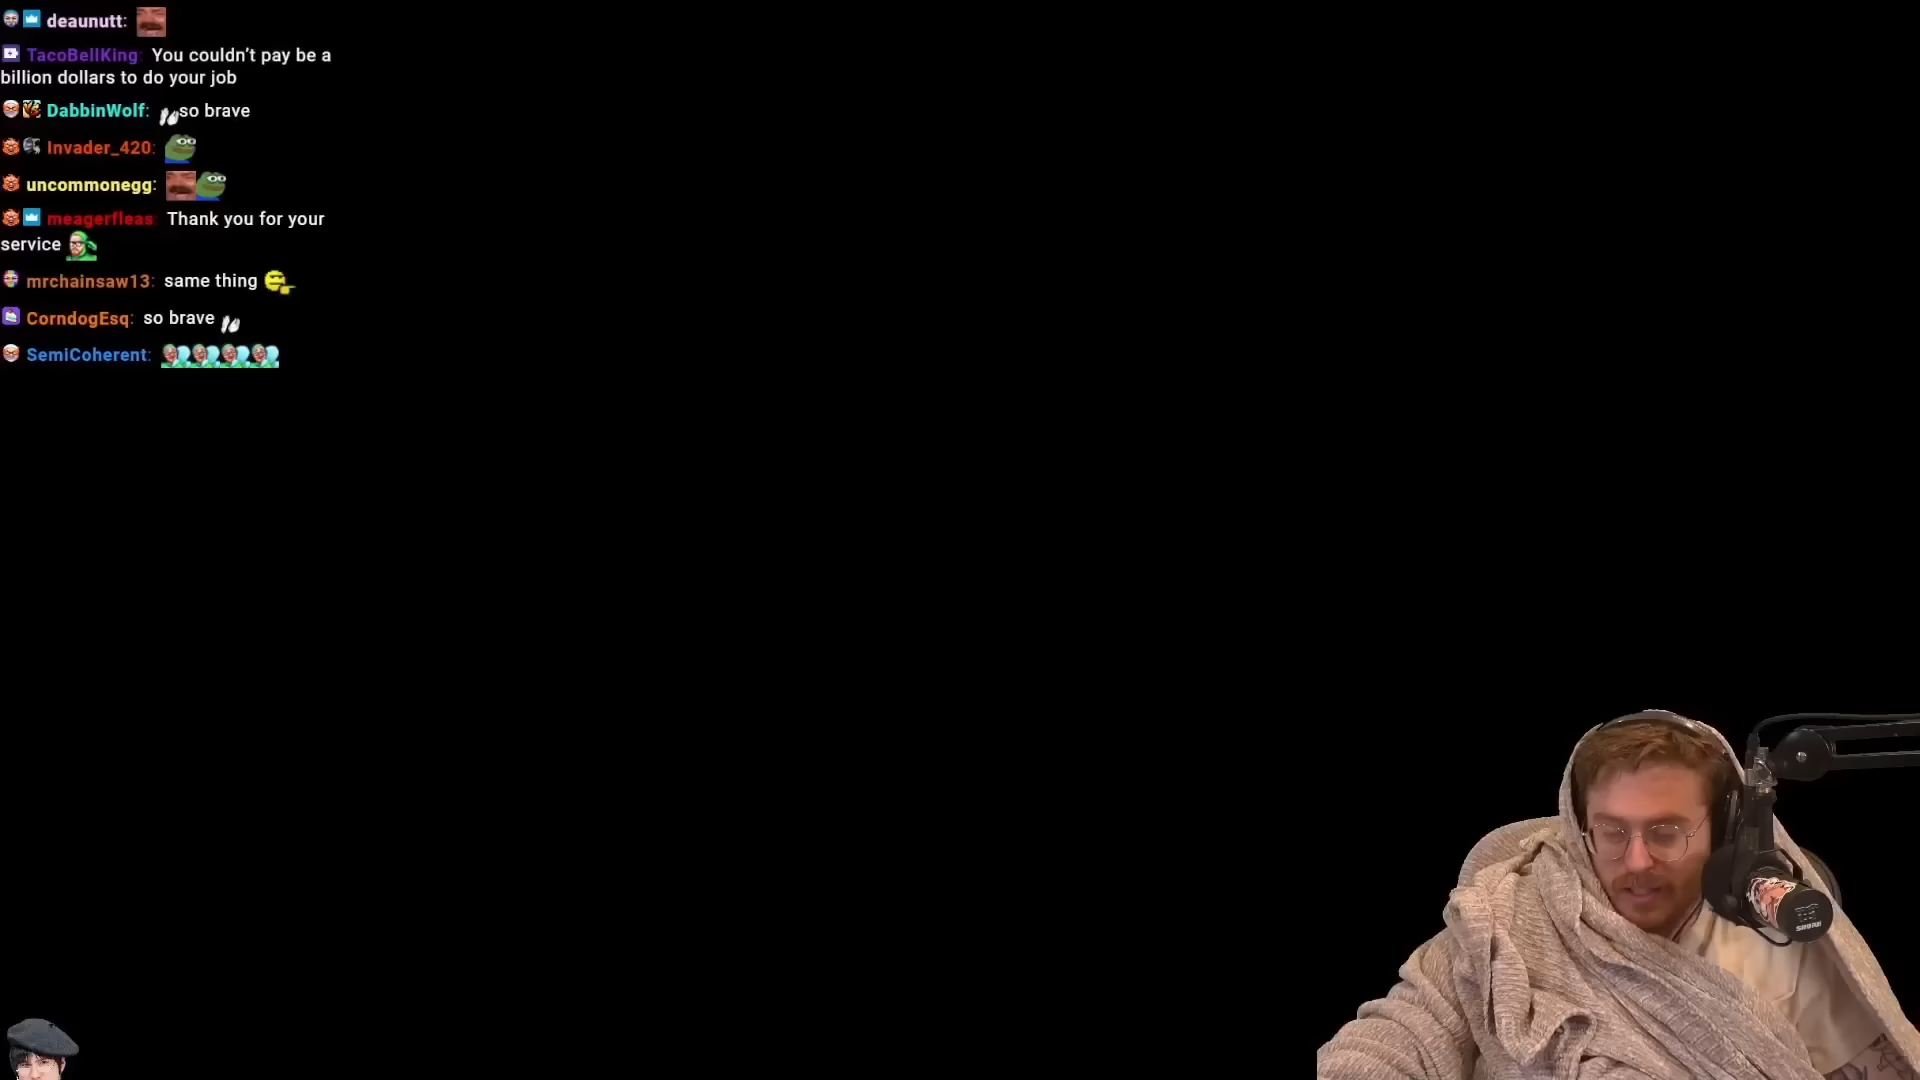 deaunutt:
TacoBellKing: You couldn’t pay be a
billion dollars to do your job
DabbinWolf: so brave
Invader_420:
uncommonegg:
meagerfleas: Thank you for your
service
mrchainsaw13: same thing
CorndogEsq: so brave
SemiCoherent:
SHURE